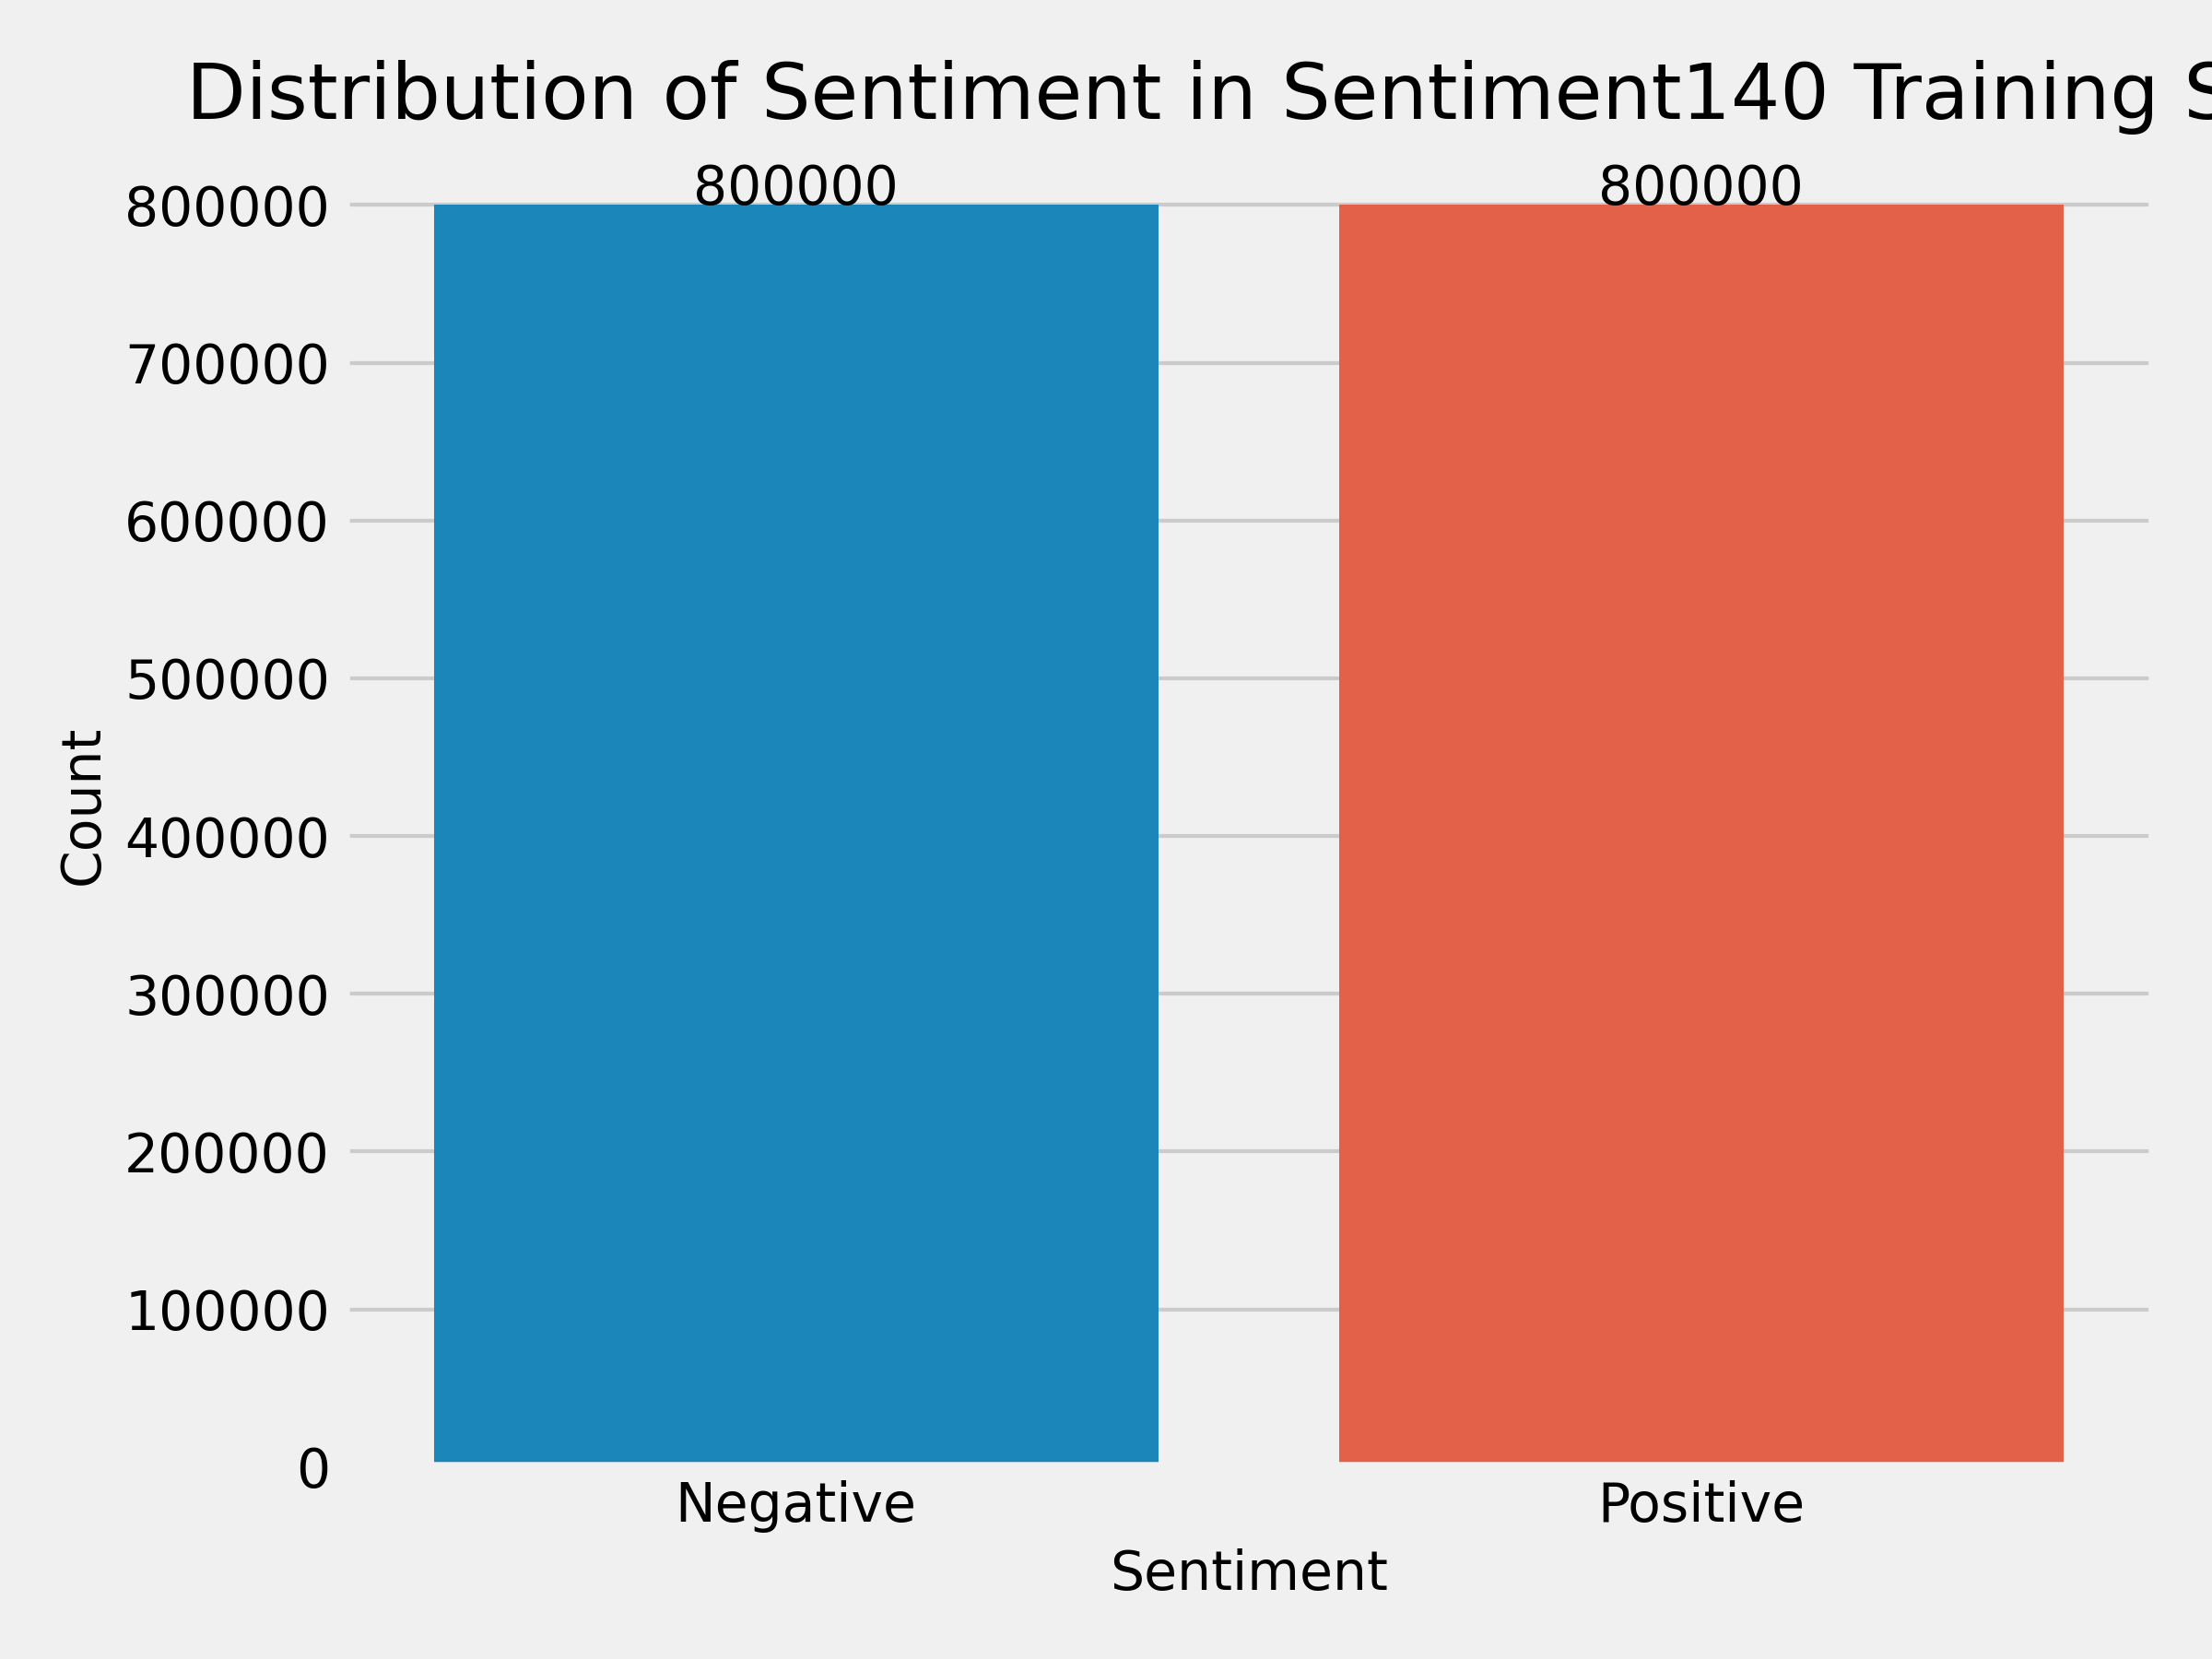 Distribution of Sentiment in Sentiment140 Training
800000 800000
800000
700000
600000
500000
400000
300000
200000
100000
0
Count
Negative Positive
Sentiment